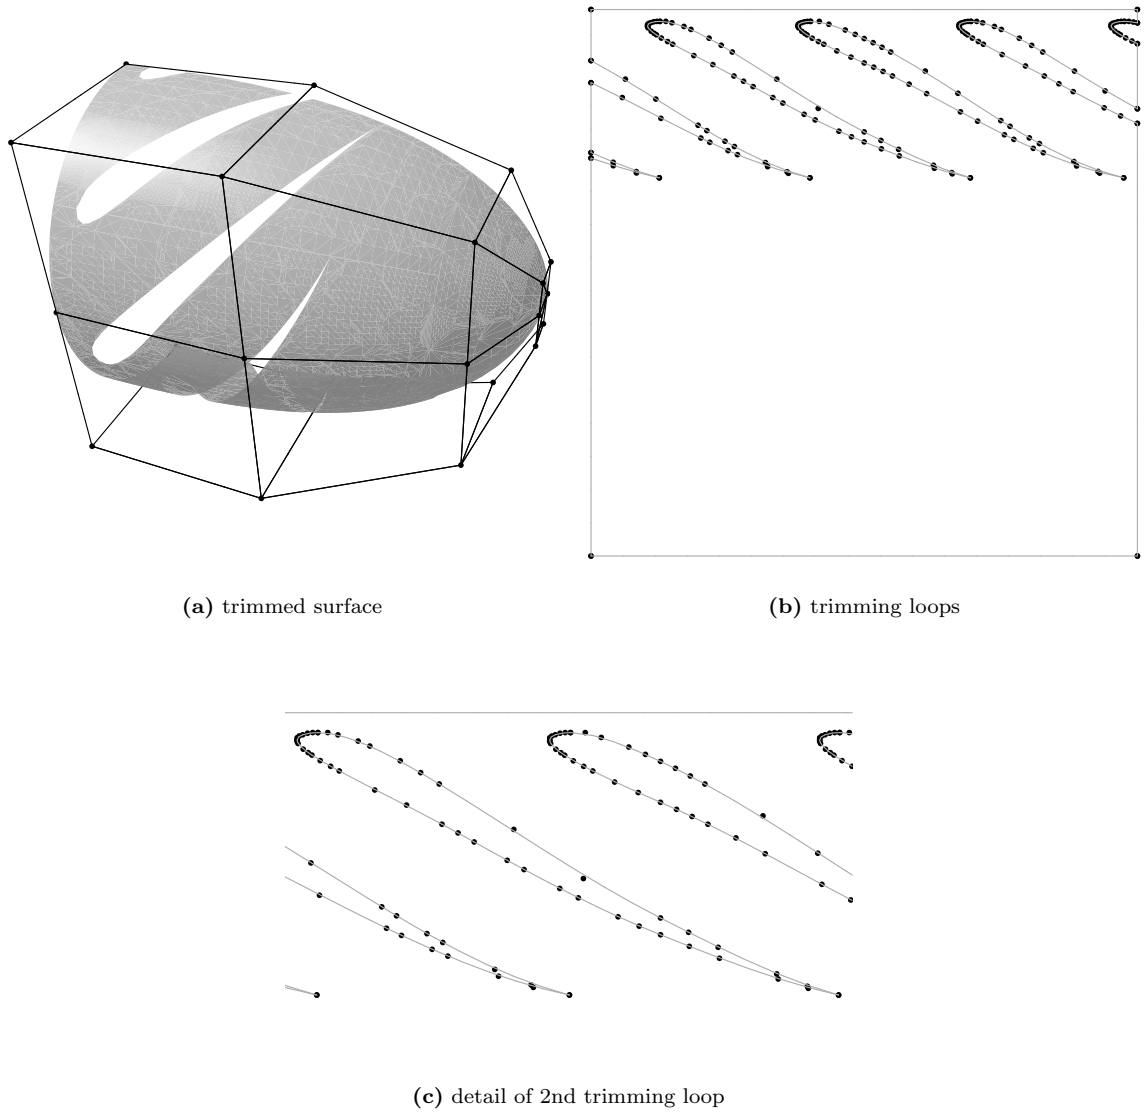 (a) trimmed surface
(b) trimming loops
(c) detail of 2nd trimming loop